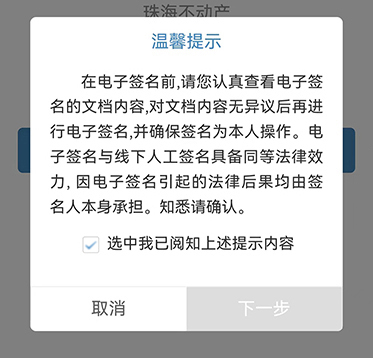 珠海不动产
温馨提示
在电子签名前,请您认真查看电子签
名的文档内容,对文档内容无异议后再进
行电子签名,并确保签名为本人操作。电
子签名与线下人工签名具备同等法律效
力, 因电子签名引起的法律后果均由签
名人本身承担。知悉请确认。
选中我已阅知上述提示内容
取消
下一步